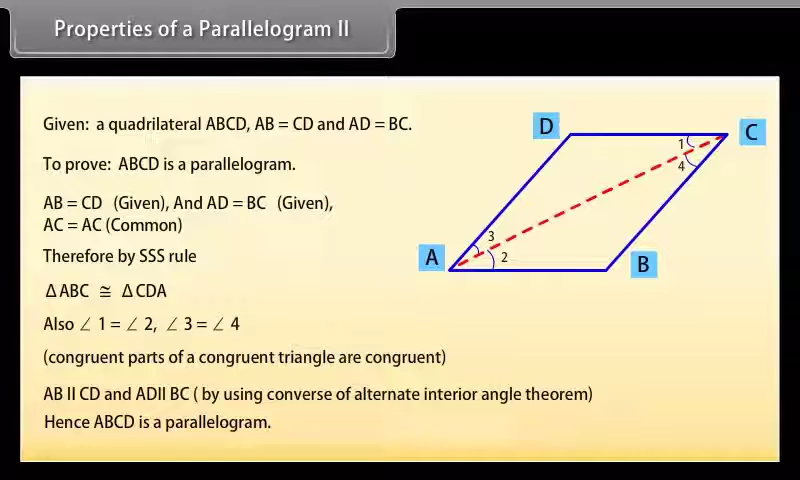 Properties of a Parallelogram II
Given: a quadrilateral ABCD, AB = CD and AD = BC.
To prove: ABCD is a parallelogram.
AB = CD (Given), And AD = BC (Given),
AC = AC (Common)
Therefore by SSS rule
Δ ABC ≅ Δ CDA
Also ∠ 1 = ∠ 2, ∠ 3 = ∠ 4
(congruent parts of a congruent triangle are congruent)
AB II CD and ADII BC ( by using converse of alternate interior angle theorem)
Hence ABCD is a parallelogram.
D
C
1
4
3
A
2
B